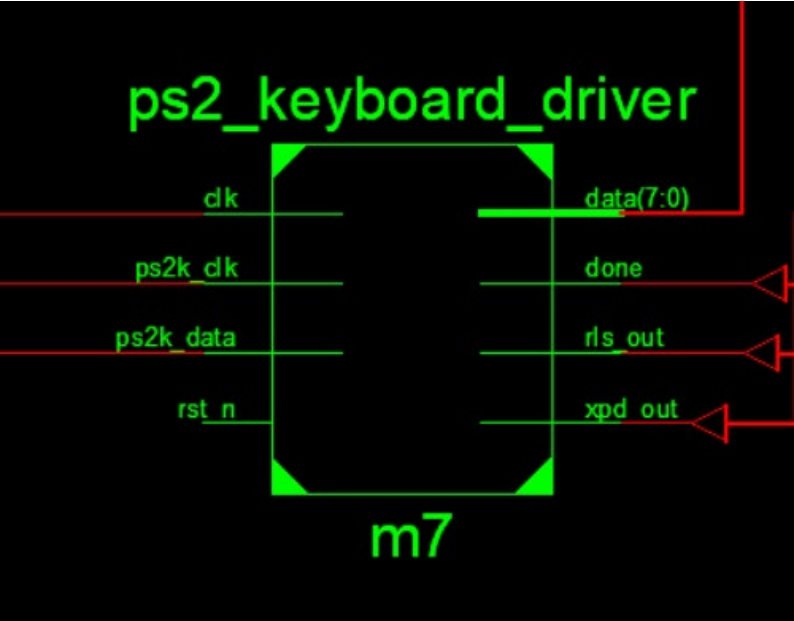 ps2_keyboard_driver
clk
data(7:0)
ps2k_clk
done
ps2k_data
rls_out
rst_n
xpd_out
m7